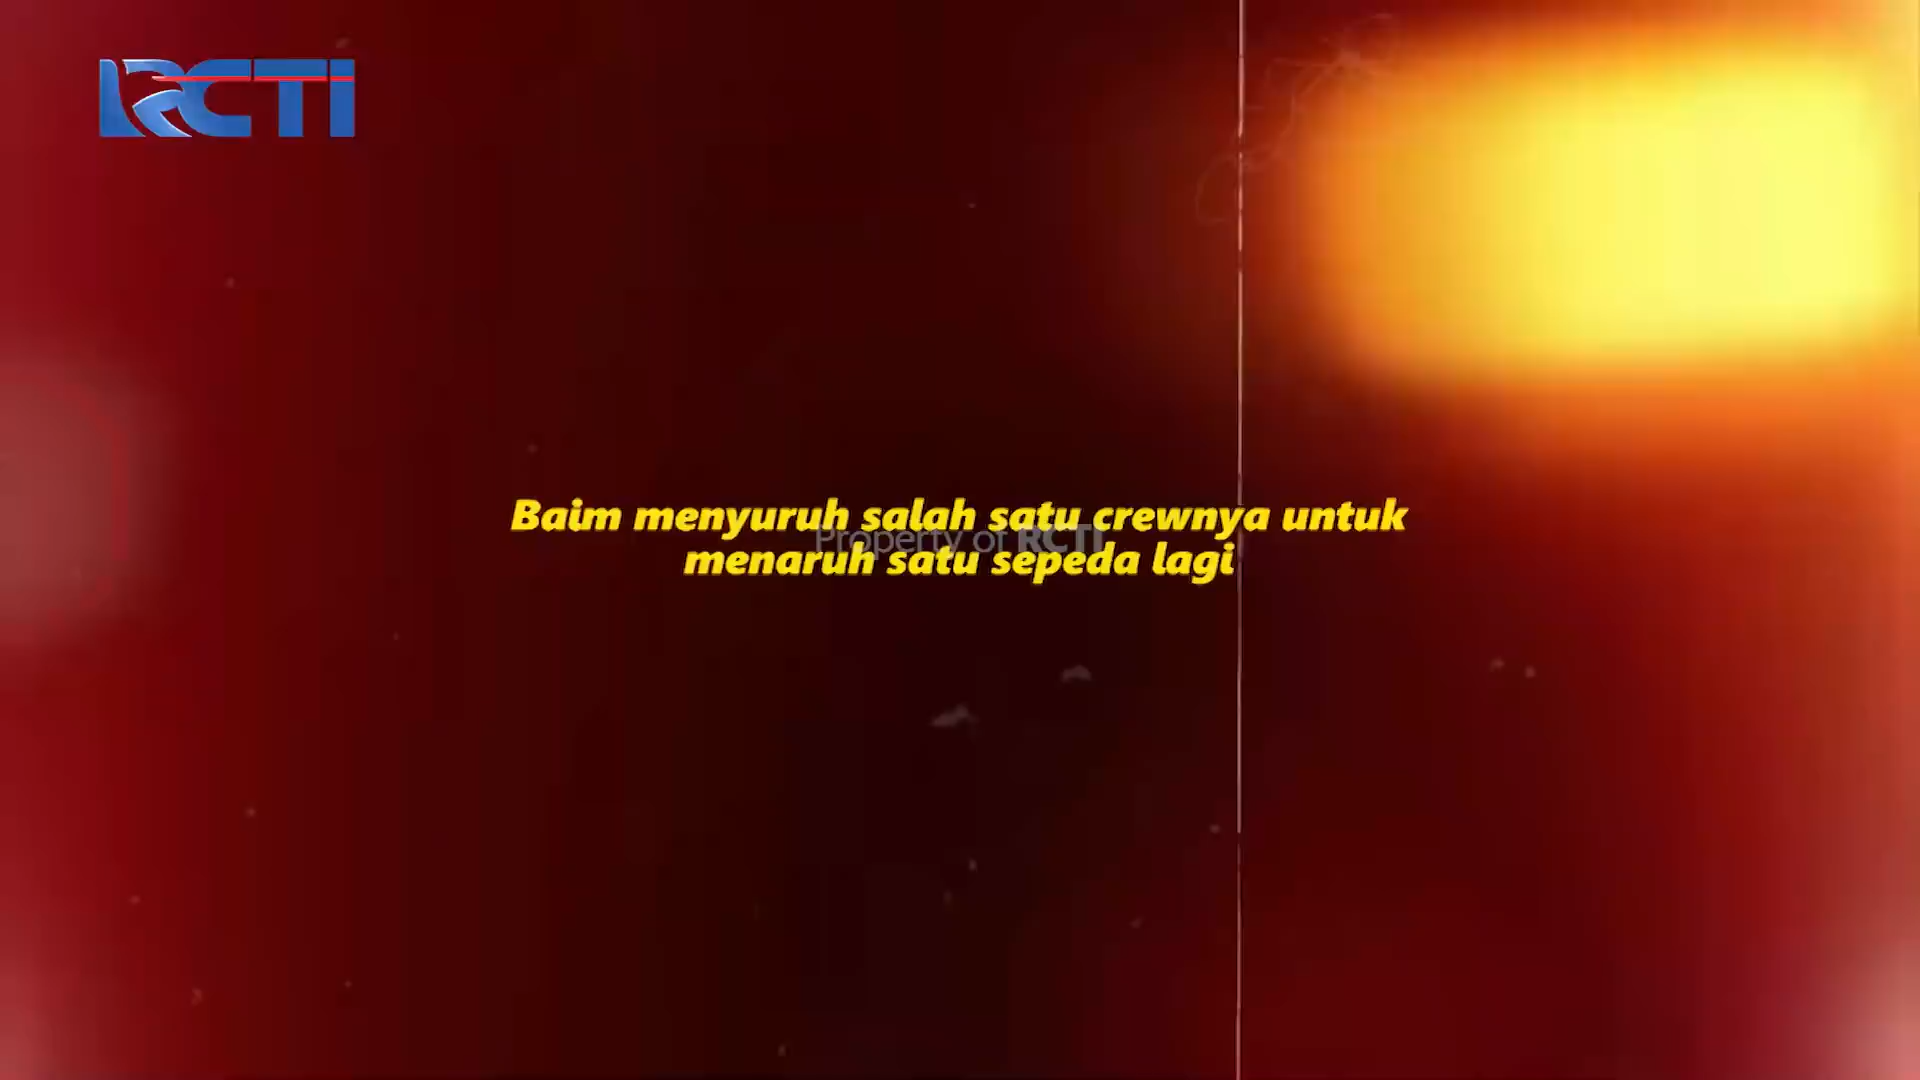 RCTI
Baim menyuruh salah satu crewnya untuk
Property of RCTI
menaruh satu sepeda lagi